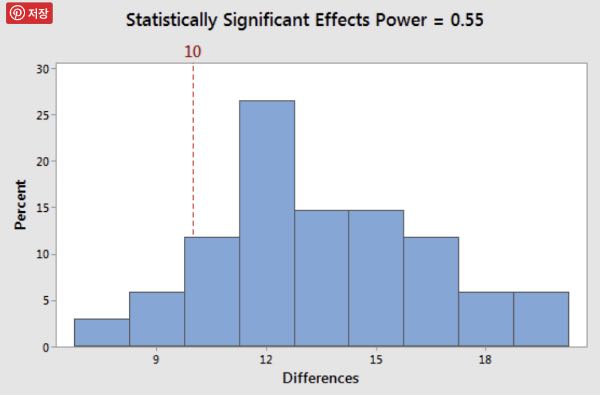 저장
Statistically Significant Effects Power = 0.55
10
30
25
20
15
10
5
0
Percent
9 12 15 18
Differences